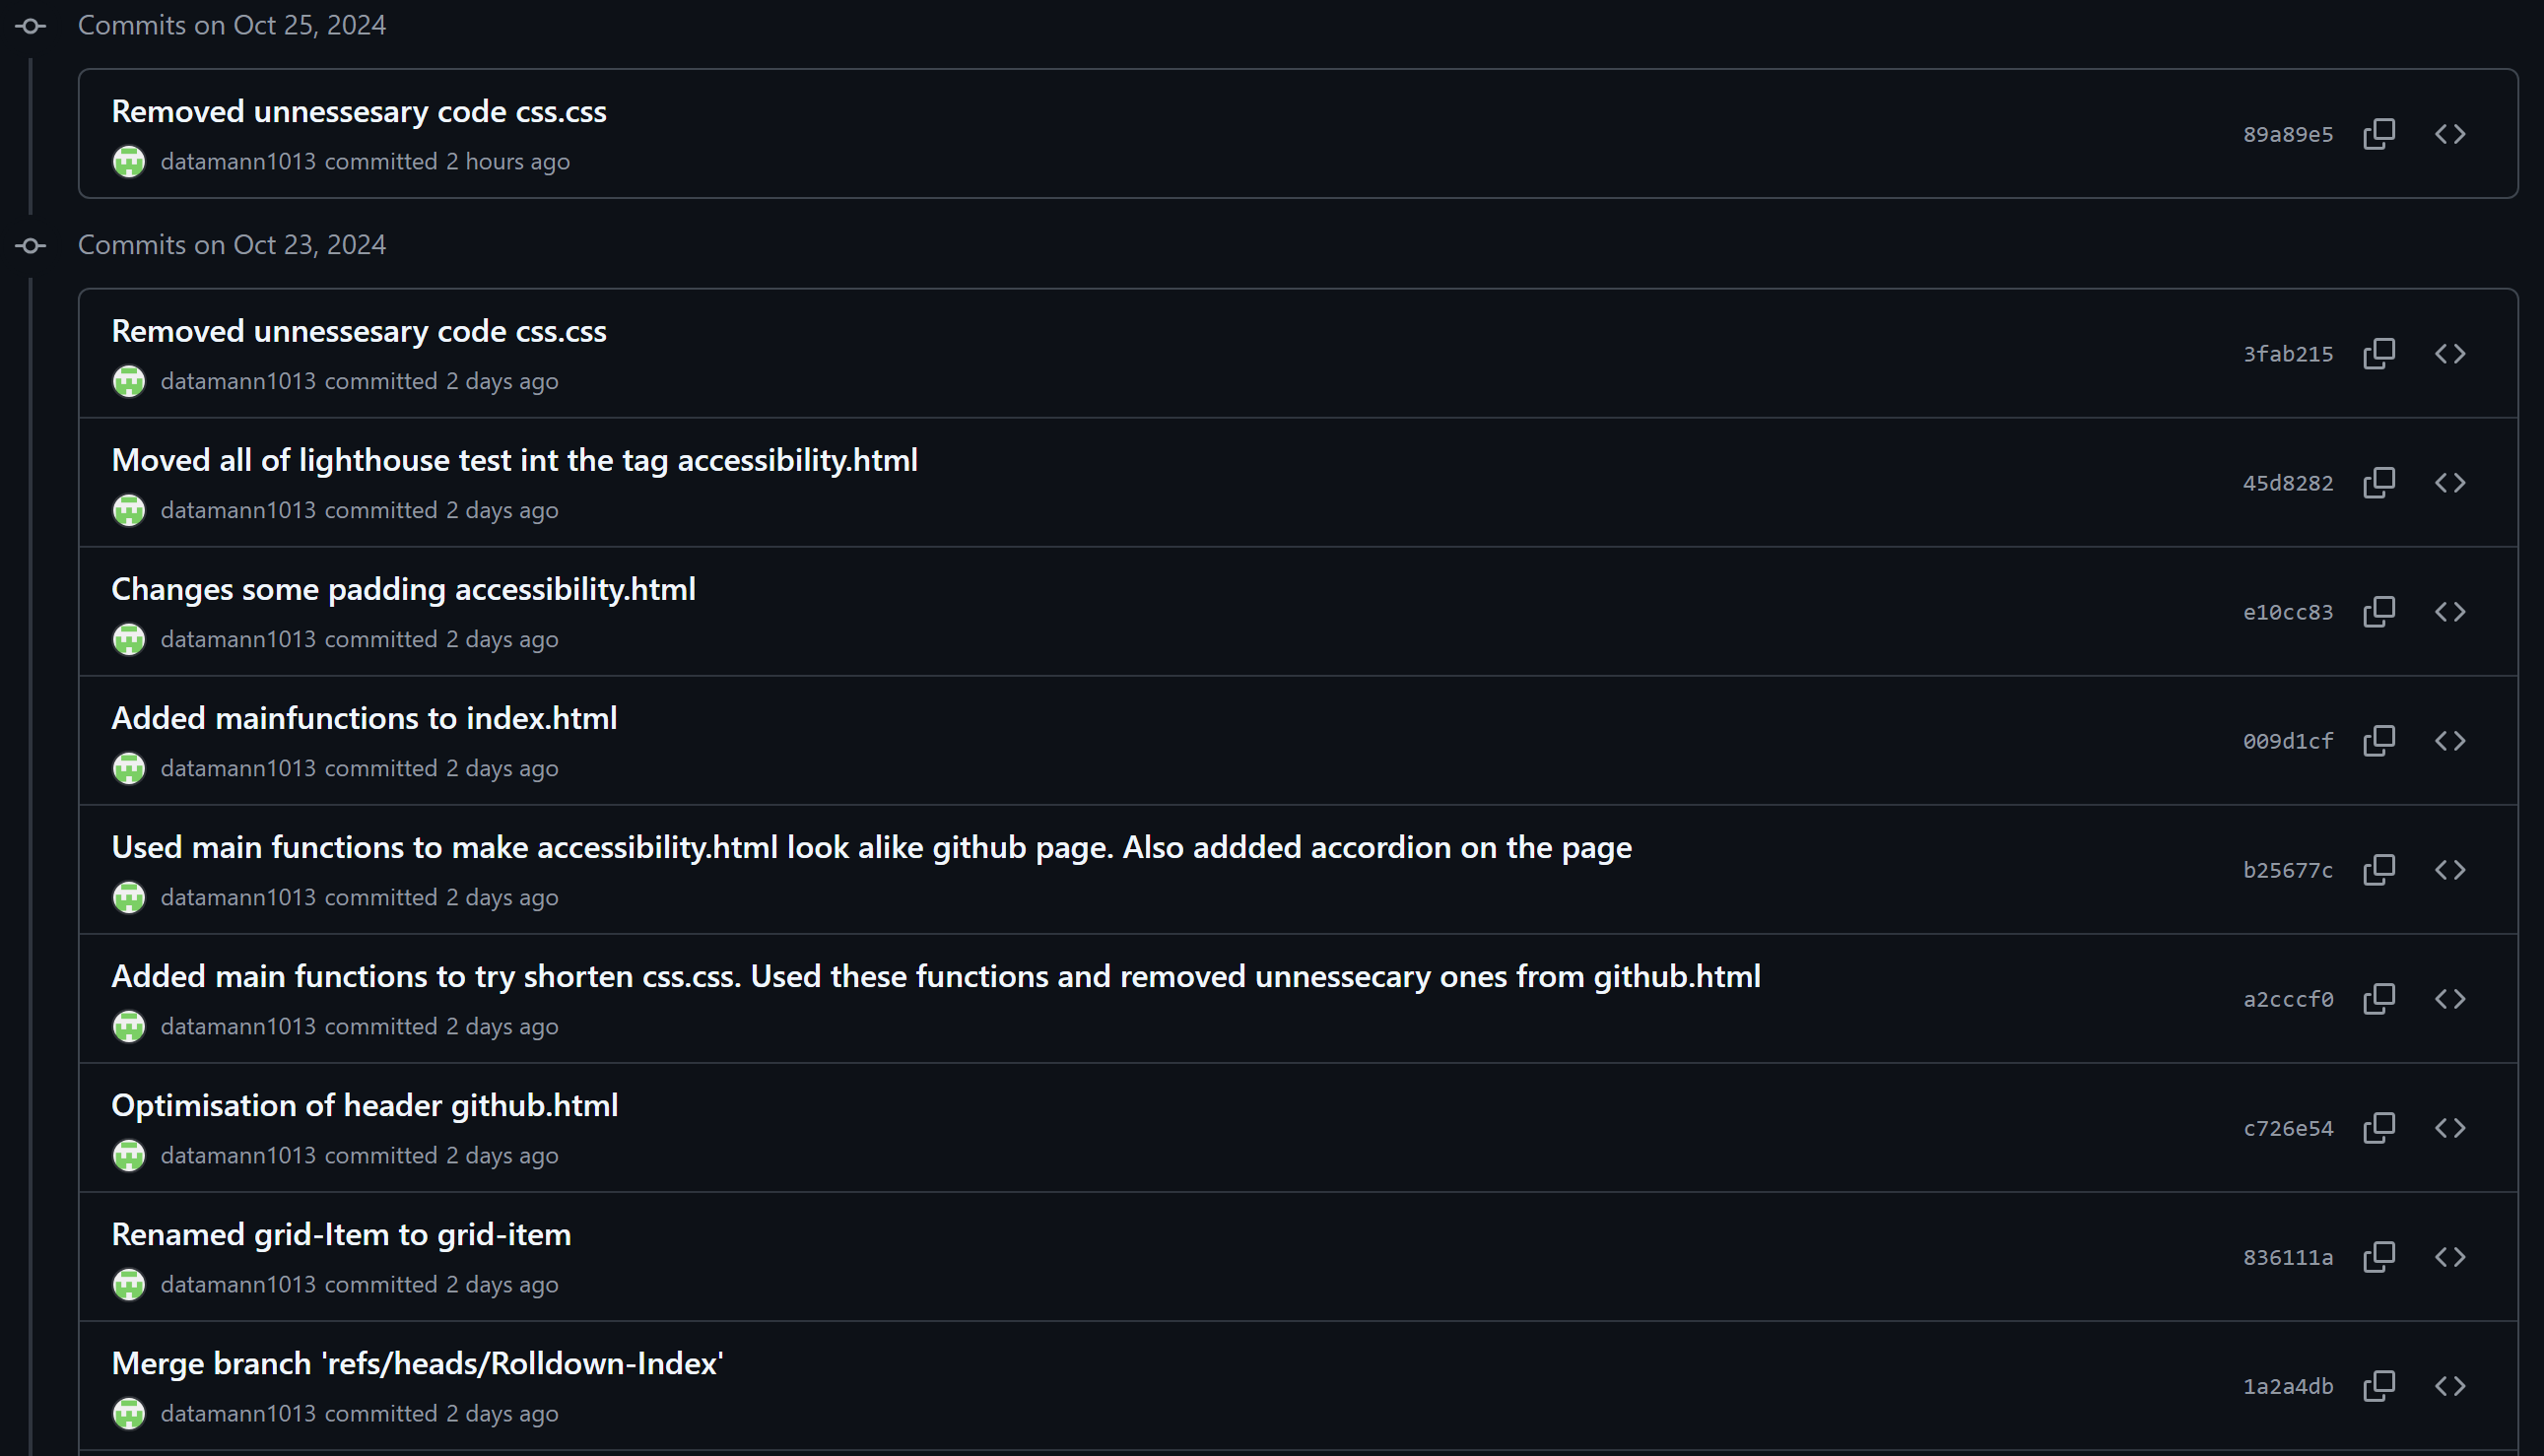 Commits on Oct 25, 2024
Removed unnessesary code css.css
datamann1013 committed 2 hours ago
89a89e5
Commits on Oct 23, 2024
Removed unnessesary code css.css
datamann1013 committed 2 days ago
3fab215
Moved all of lighthouse test int the tag accessibility.html
datamann1013 committed 2 days ago
45d8282
Changes some padding accessibility.html
datamann1013 committed 2 days ago
e10cc83
Added mainfunctions to index.html
datamann1013 committed 2 days ago
009d1cf
Used main functions to make accessibility.html look alike github page. Also addded accordion on the page
datamann1013 committed 2 days ago
b25677c
Added main functions to try shorten css.css. Used these functions and removed unnessecary ones from github.html
datamann1013 committed 2 days ago
a2cccf0
Optimisation of header github.html
datamann1013 committed 2 days ago
c726e54
Renamed grid-Item to grid-item
datamann1013 committed 2 days ago
836111a
Merge branch 'refs/heads/Rolldown-Index'
datamann1013 committed 2 days ago
1a2a4db